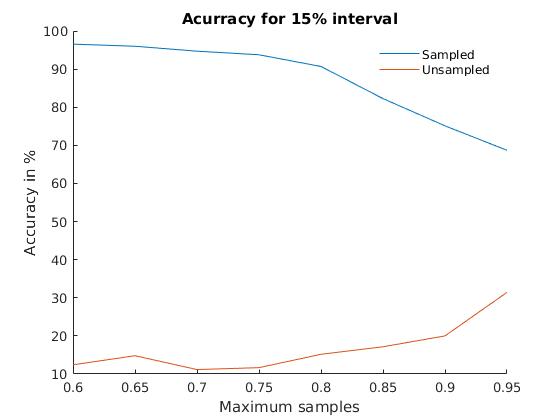 Acurracy for 15% interval
100
90
80
70
60
50
40
30
20
10
Accuracy in %
Sampled
Unsampled
0.6 0.65 0.7 0.75 0.8 0.85 0.9 0.95
Maximum samples